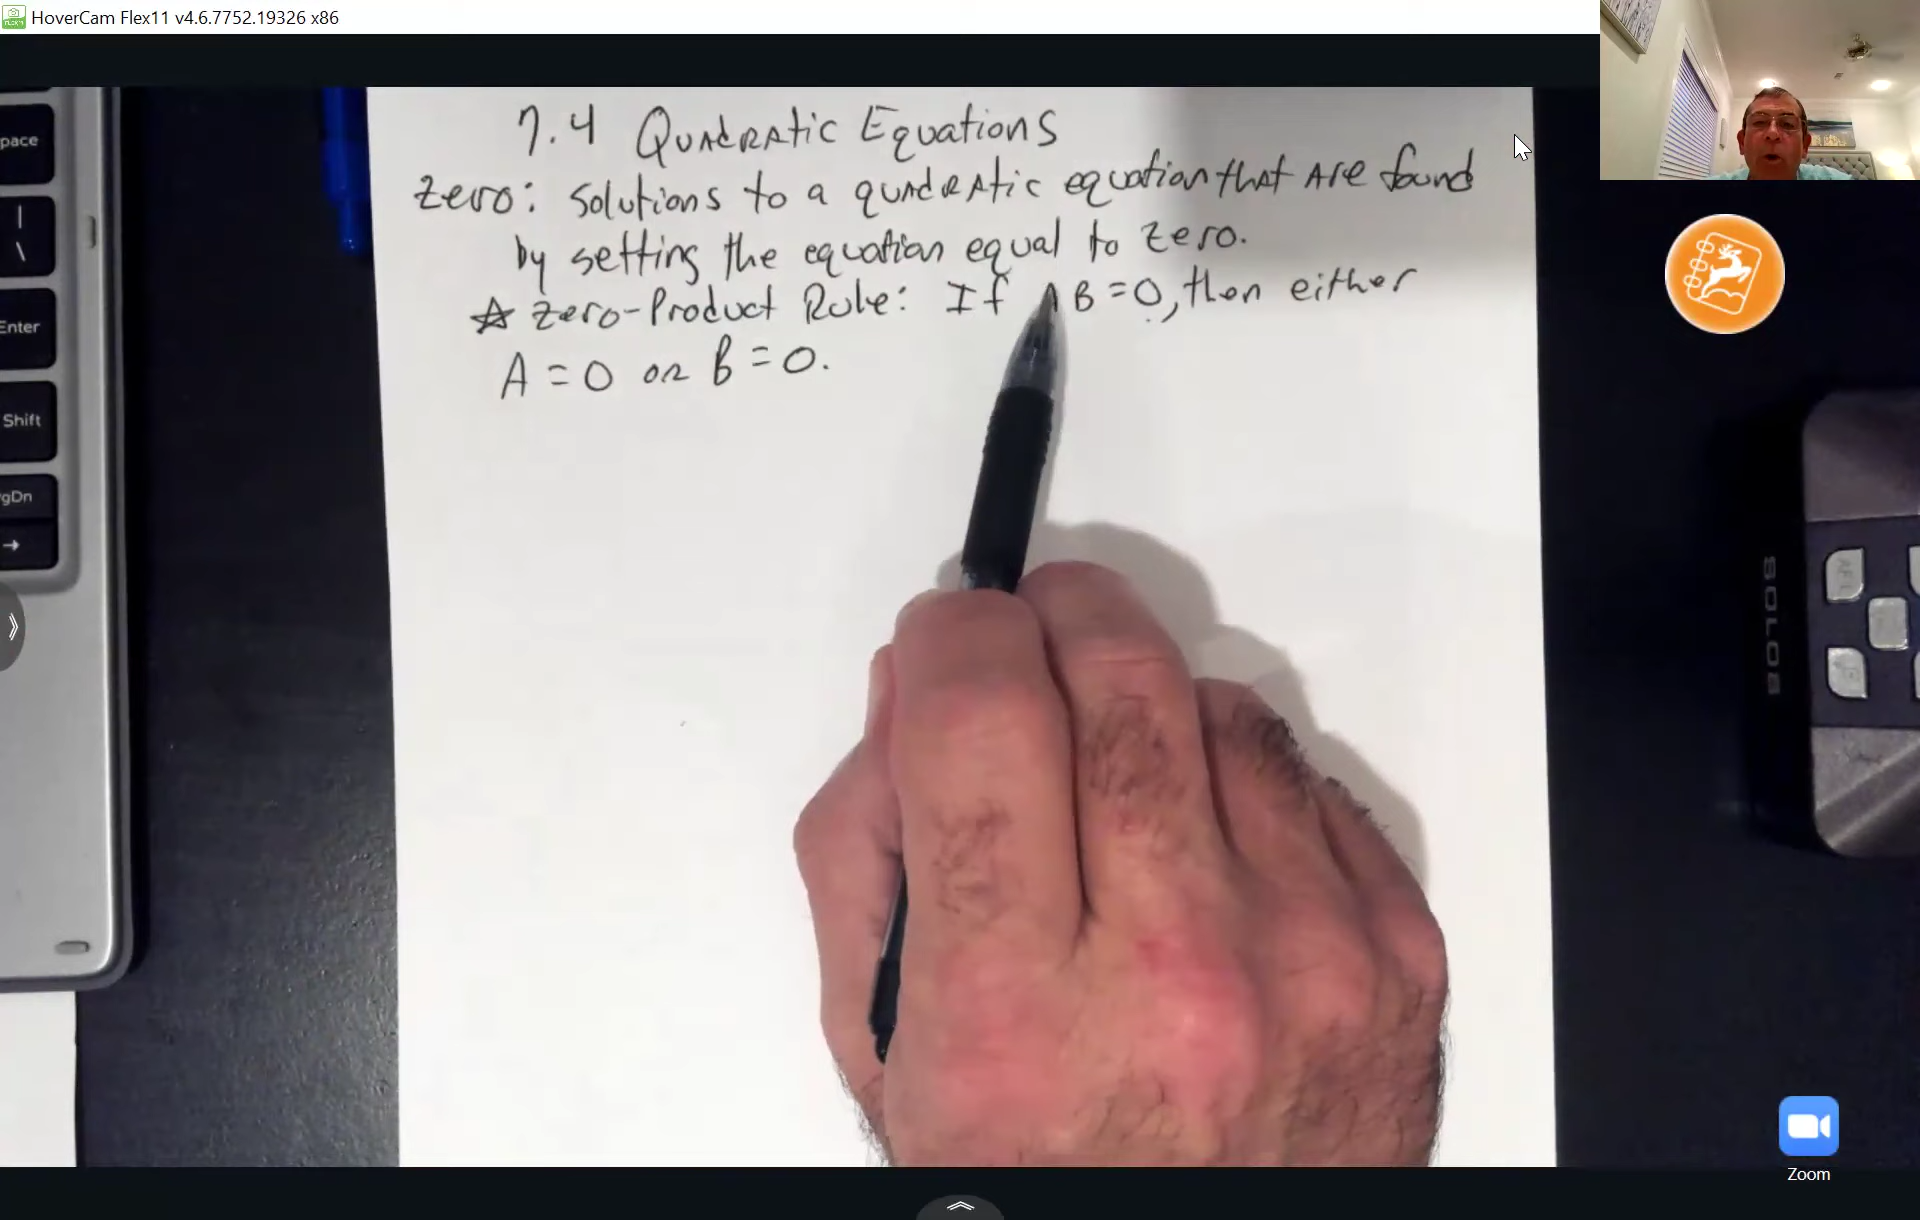 HoverCam Flex11 v4.6.7752.19326 x86
7.4 Quadratic Equations
zero: solutions to a quadratic equation that are found
by setting the equation equal to zero.
☆ zero-Product Rule: If AB=0, then either
A=0 or B=0.
pace
|
\
Enter
Shift
gDn
→
SOLO8
Zoom